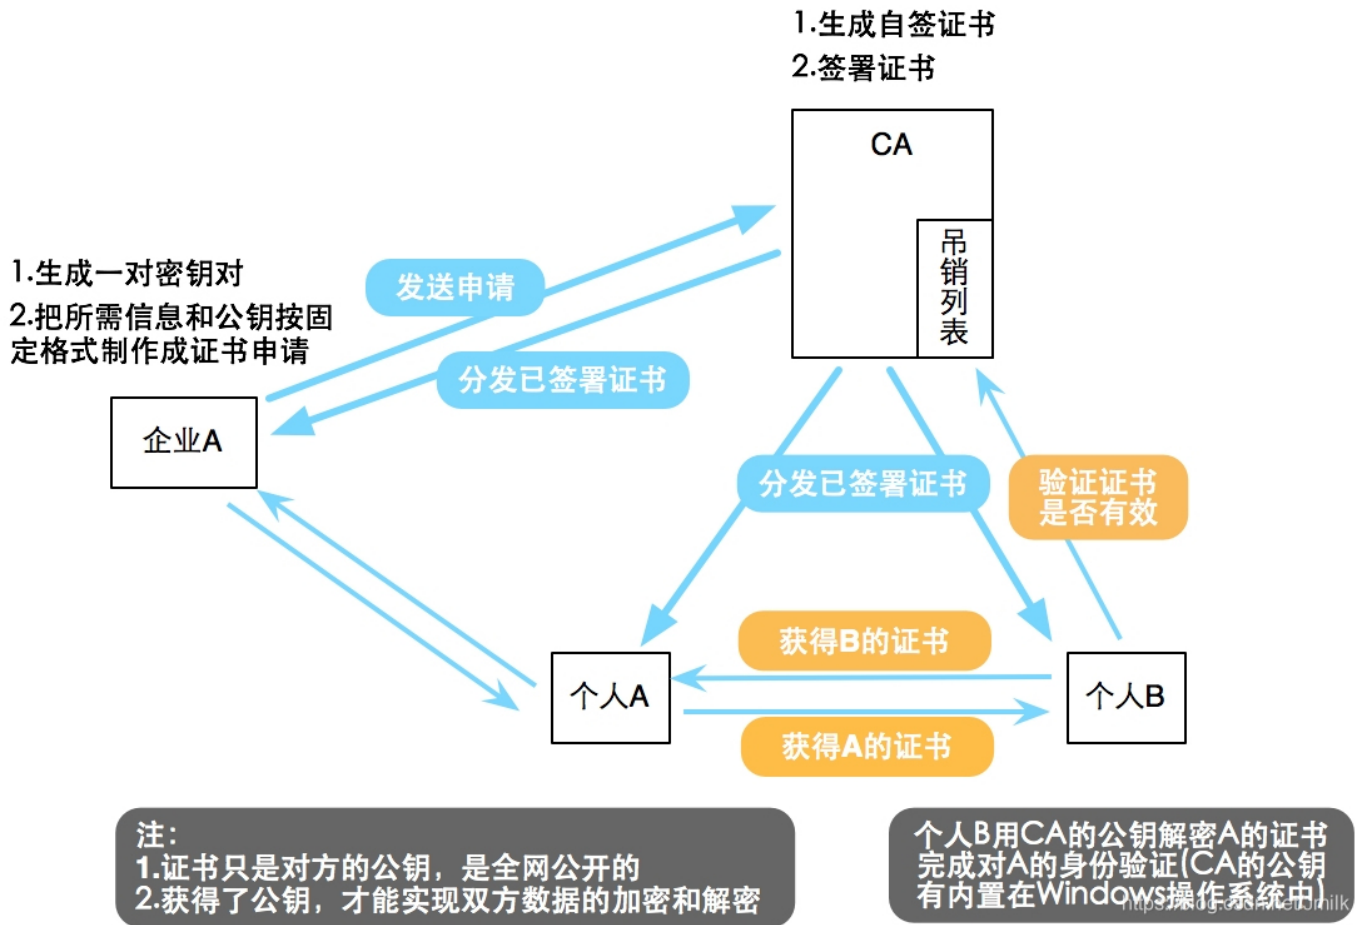 1.生成自签证书
2.签署证书
CA
吊
销
列
表
1.生成一对密钥对
2.把所需信息和公钥按固
定格式制作成证书申请
发送申请
分发已签署证书
企业A
分发已签署证书
验证证书
是否有效
获得B的证书
个人A
个人B
获得A的证书
注：
1.证书只是对方的公钥，是全网公开的
2.获得了公钥，才能实现双方数据的加密和解密
个人B用CA的公钥解密A的证书
完成对A的身份验证(CA的公钥
有内置在Windows操作系统中)